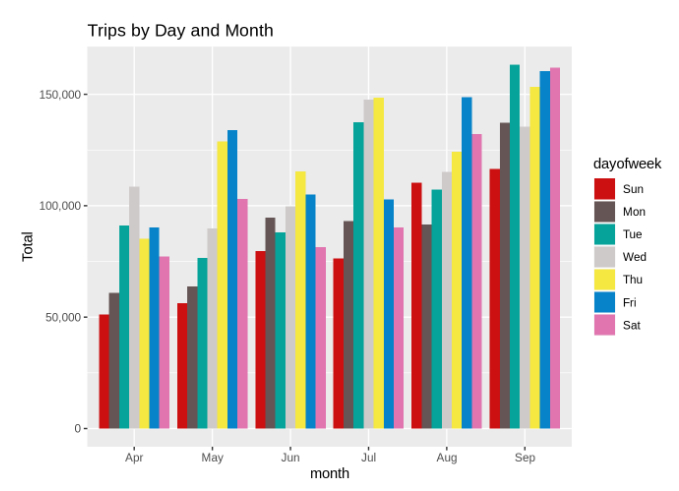 Trips by Day and Month
150,000
100,000
50,000
0
Total
Apr May Jun Jul Aug Sep
month
dayofweek
Sun
Mon
Tue
Wed
Thu
Fri
Sat